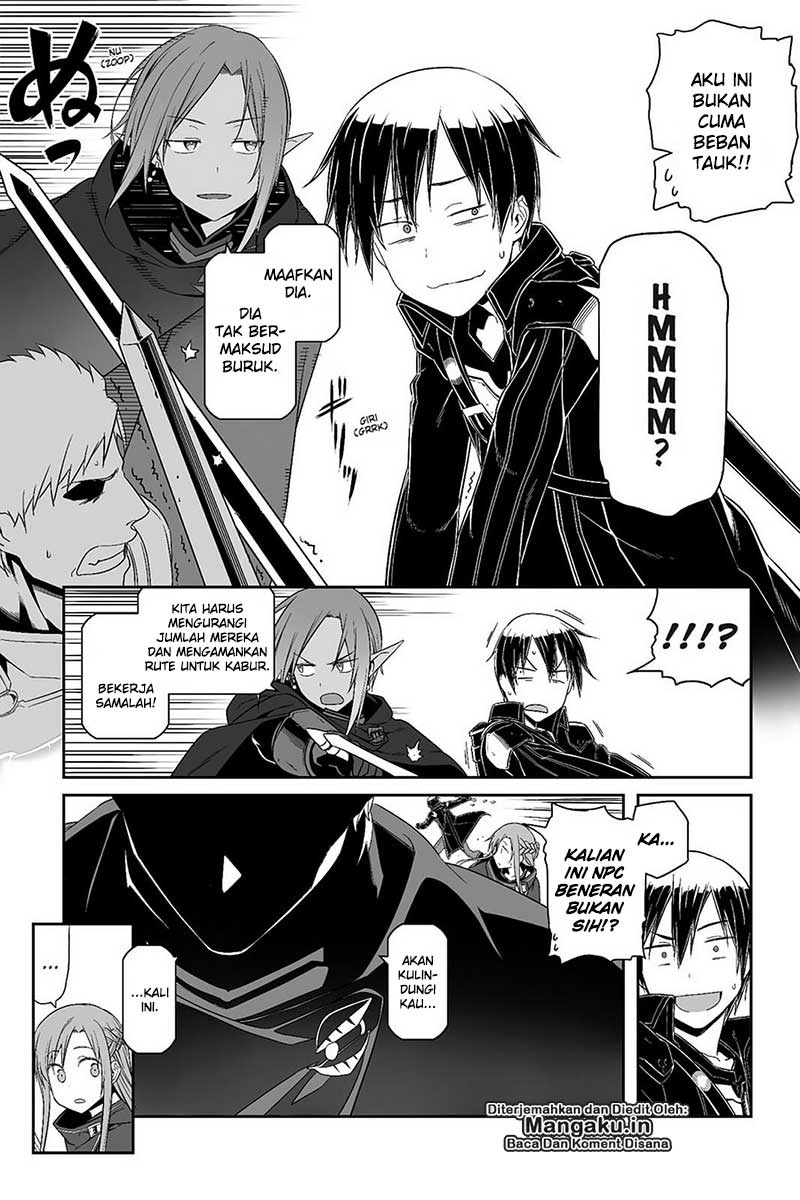 AKU INI
BUKAN
CUMA
BEBAN
TAUK!!
HMMMM?
ぬっ
NU
(ZOOP)
MAAFKAN
DIA.
DIA
TAK BER-
MAKSUD
BURUK.
GIRI
(GRRK)
!!!?
KITA HARUS
MENGURANGI
JUMLAH MEREKA
DAN MENGAMANKAN
RUTE UNTUK KABUR.
BEKERJA
SAMALAH!
KA...
KALIAN
INI NPC
BENERAN
BUKAN
SIH!?
AKAN
KULIN-
DUNGI
KAU...
...KALI
INI.
...
Diterjemahkan dan Diedit Oleh:
Mangaku.in
Baca Dan Koment Disana